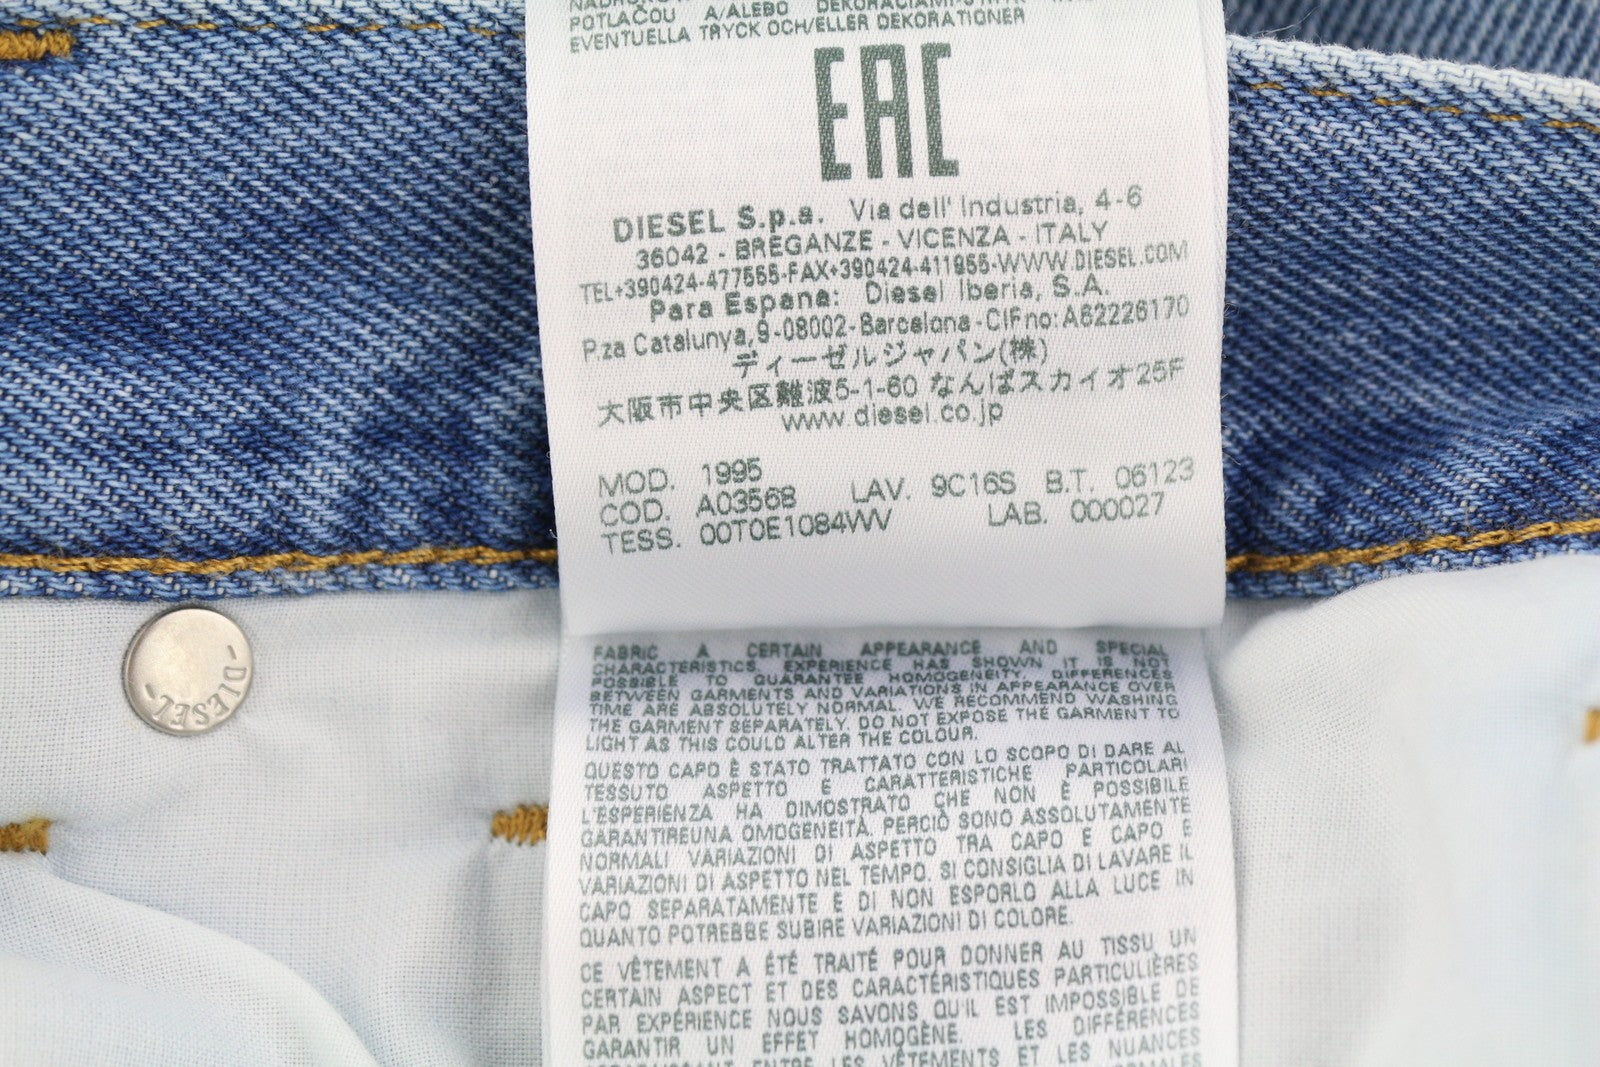 POTLAČOU A/ALEBO DEKORÁCIAMI
EVENTUELLA TRYCK OCH/ELLER DEKORATIONER
EAC
DIESEL S.p.a. Via dell' Industria, 4-6
36042 - BREGANZE - VICENZA - ITALY
TEL+390424-477555-FAX+390424-411955-WWW.DIESEL.COM
Para Espana: Diesel Iberia, S.A.
P.za Catalunya,9-08002-Barcelona-CIFno:A62226170
ディーゼルジャパン(株)
大阪市中央区難波5-1-60 なんばスカイオ25F
www.diesel.co.jp
MOD. 1995
COD. A03568 LAV. 9C16S B.T. 06123
TESS. 00T0E1084WV LAB. 000027
-DIESEL-
FABRIC A CERTAIN APPEARANCE AND SPECIAL
CHARACTERISTICS. EXPERIENCE HAS SHOWN IT IS NOT
POSSIBLE TO GUARANTEE HOMOGENEITY, DIFFERENCES
BETWEEN GARMENTS AND VARIATIONS IN APPEARANCE OVER
TIME ARE ABSOLUTELY NORMAL. WE RECOMMEND WASHING
THE GARMENT SEPARATELY. DO NOT EXPOSE THE GARMENT TO
LIGHT AS THIS COULD ALTER THE COLOUR.
QUESTO CAPO È STATO TRATTATO CON LO SCOPO DI DARE AL
TESSUTO ASPETTO E CARATTERISTICHE PARTICOLARI
L'ESPERIENZA HA DIMOSTRATO CHE NON È POSSIBILE
GARANTIREUNA OMOGENEITÀ, PERCIÒ SONO ASSOLUTAMENTE
NORMALI VARIAZIONI DI ASPETTO TRA CAPO E CAPO E
VARIAZIONI DI ASPETTO NEL TEMPO. SI CONSIGLIA DI LAVARE IL
CAPO SEPARATAMENTE E DI NON ESPORLO ALLA LUCE IN
QUANTO POTREBBE SUBIRE VARIAZIONI DI COLORE.
CE VÊTEMENT A ÉTÉ TRAITÉ POUR DONNER AU TISSU UN
CERTAIN ASPECT ET DES CARACTÉRISTIQUES PARTICULIÈRES
PAR EXPÉRIENCE NOUS SAVONS QU'IL EST IMPOSSIBLE DE
GARANTIR UN EFFET HOMOGÈNE. LES DIFFÉRENCES
ENTRE LES VÊTEMENTS ET LES NUANCES